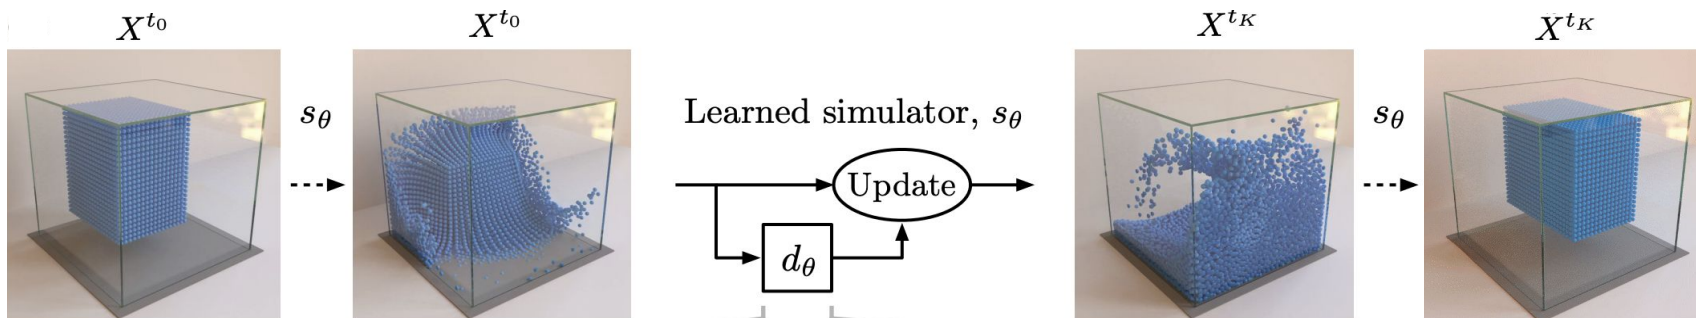 X^{t_0}
X^{t_0}
X^{t_K}
X^{t_K}
s_θ
Learned simulator, s_θ
s_θ
Update
d_θ